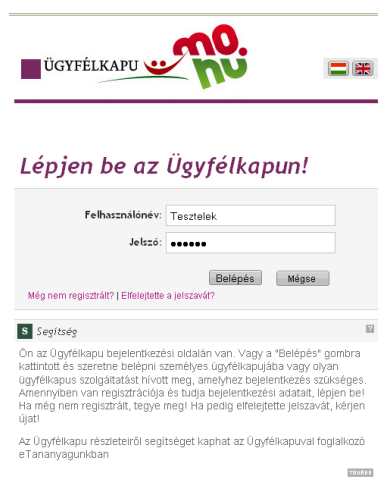 ÜGYFÉLKAPU
mo.
hu
Lépjen be az Ügyfélkapun!
Felhasználónév: Tesztelek
Jelszó: ●●●●●●
Belépés Mégse
Még nem regisztrált? | Elfelejtette a jelszavát?
S Segítség ?
Ön az Ügyfélkapu bejelentkezési oldalán van. Vagy a "Belépés" gombra
kattintott és szeretne belépni személyes ügyfélkapujába vagy olyan
ügyfélkapus szolgáltatást hívott meg, amelyhez bejelentkezés szükséges.
Amennyiben van regisztrációja és tudja bejelentkezési adatait, lépjen be!
Ha még nem regisztrált, tegye meg! Ha pedig elfelejtette jelszavát, kérjen
újat!
Az Ügyfélkapu részleteiről segítséget kaphat az Ügyfélkapuval foglalkozó
eTananyagunkban
TOVÁBB